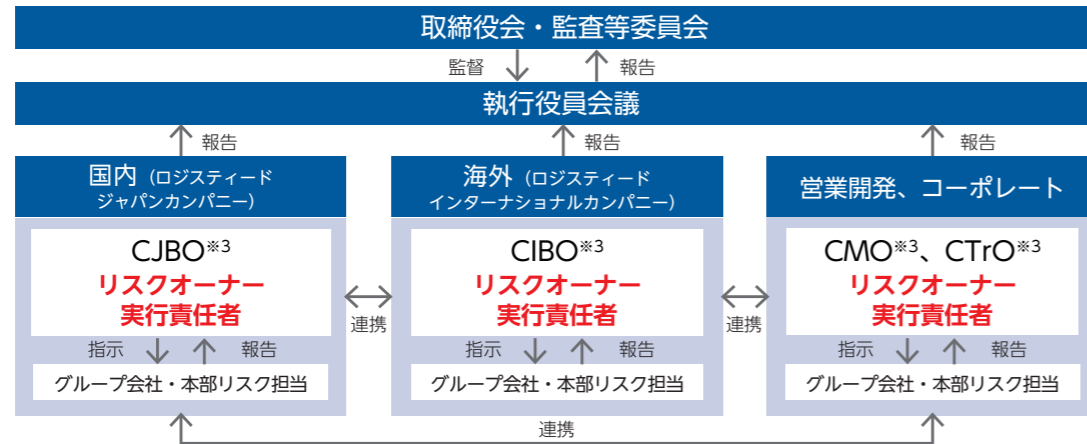 取締役会・監査等委員会
監督 報告
執行役員会議
報告 報告 報告
国内（ロジスティード
ジャパンカンパニー）
海外（ロジスティード
インターナショナルカンパニー）
営業開発、コーポレート
CJBO※3
リスクオーナー
実行責任者
指示 報告
グループ会社・本部リスク担当
連携
CIBO※3
リスクオーナー
実行責任者
指示 報告
グループ会社・本部リスク担当
連携
CMO※3、CTrO※3
リスクオーナー
実行責任者
指示 報告
グループ会社・本部リスク担当
連携